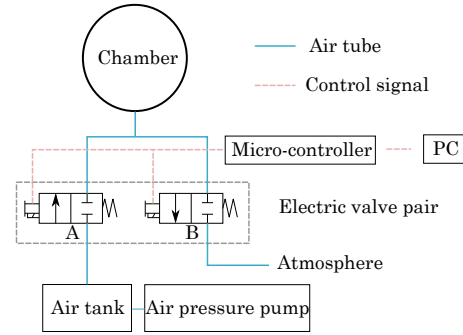 Chamber
Air tube
Control signal
Micro-controller
PC
Electric valve pair
A
B
Atmosphere
Air tank
Air pressure pump